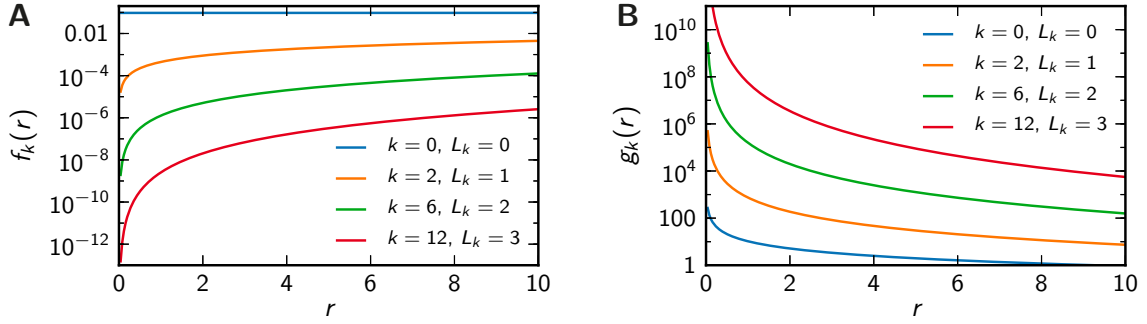 A
f_k(r)
0.01
10^{-4}
10^{-6}
10^{-8}
10^{-10}
10^{-12}
k = 0, L_k = 0
k = 2, L_k = 1
k = 6, L_k = 2
k = 12, L_k = 3
0 2 4 6 8 10
r
B
g_k(r)
10^{10}
10^8
10^6
10^4
100
1
k = 0, L_k = 0
k = 2, L_k = 1
k = 6, L_k = 2
k = 12, L_k = 3
0 2 4 6 8 10
r